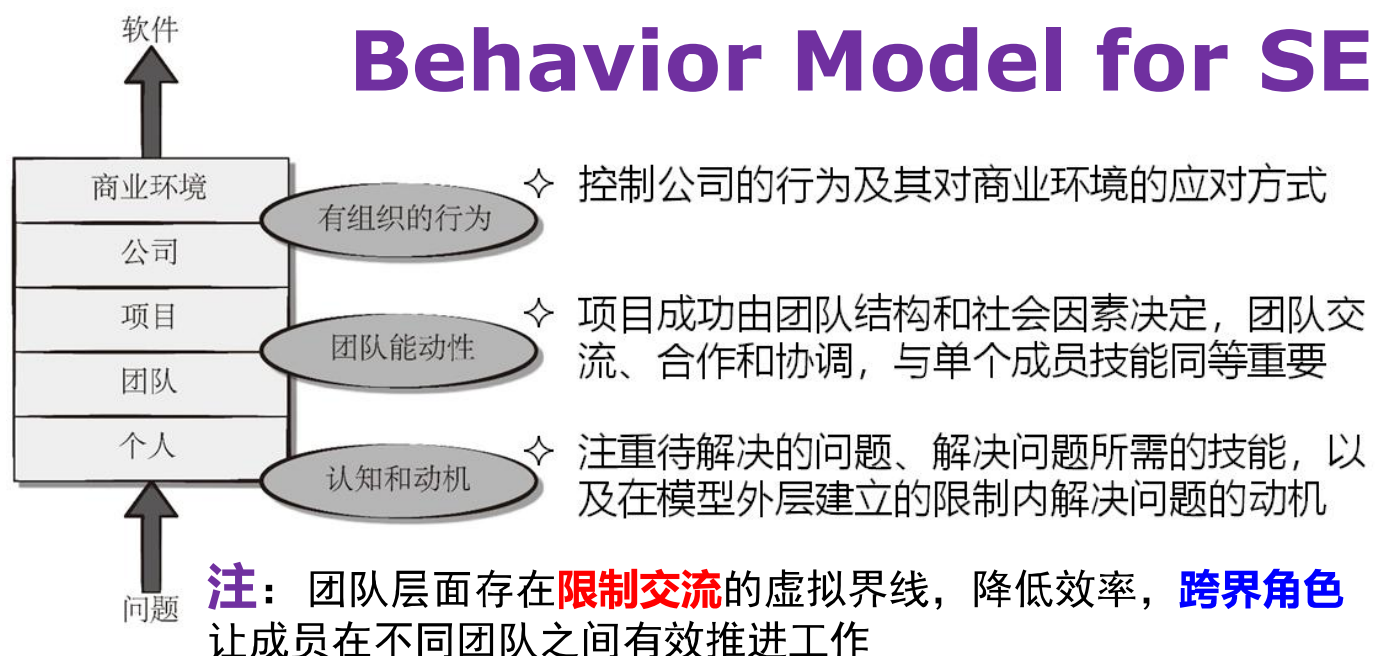 软件
Behavior Model for SE
商业环境
有组织的行为
✧ 控制公司的行为及其对商业环境的应对方式
公司
项目
团队能动性
✧ 项目成功由团队结构和社会因素决定，团队交
流、合作和协调，与单个成员技能同等重要
团队
个人
认知和动机
✧ 注重待解决的问题、解决问题所需的技能，以
及在模型外层建立的限制内解决问题的动机
问题
注：团队层面存在限制交流的虚拟界线，降低效率，跨界角色
让成员在不同团队之间有效推进工作